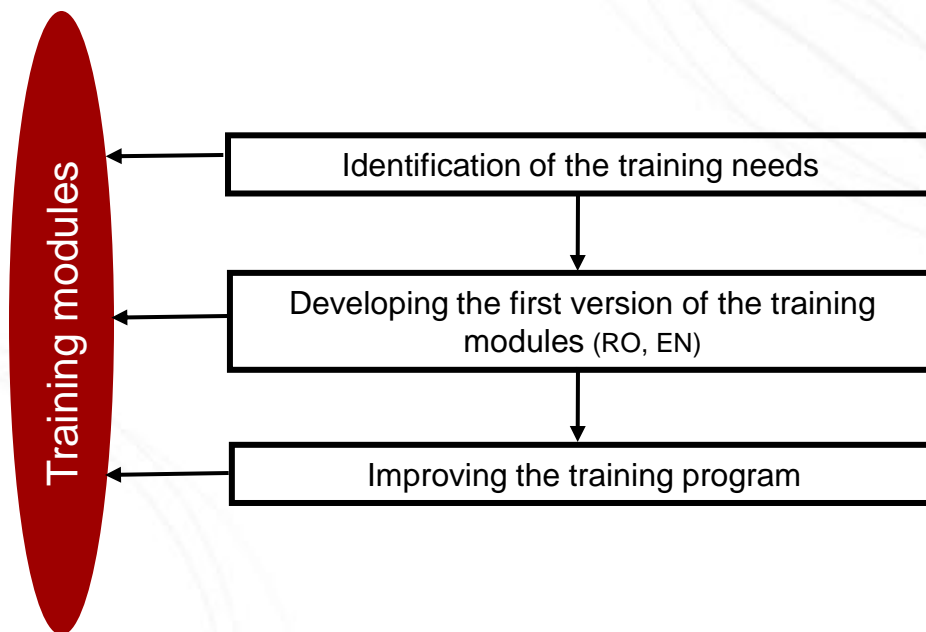 Training modules
Identification of the training needs
Developing the first version of the training
modules (RO, EN)
Improving the training program